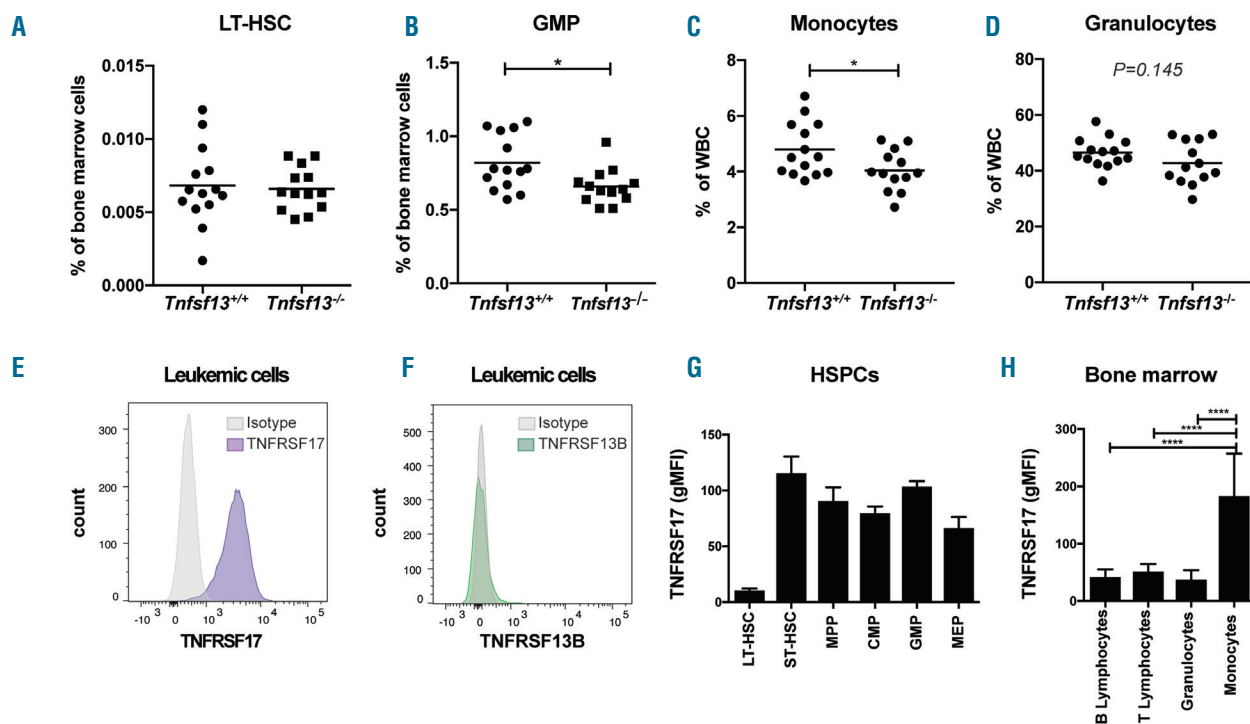 A
LT-HSC
% of bone marrow cells
0.015
0.010
0.005
0.000
Tnfsf13+/+
Tnfsf13-/-
B
GMP
% of bone marrow cells
1.5
1.0
0.5
0.0
*
Tnfsf13+/+
Tnfsf13–/–
C
Monocytes
% of WBC
8
6
4
2
0
*
Tnfsf13+/+
Tnfsf13-/-
D
Granulocytes
% of WBC
80
60
40
20
0
P=0.145
Tnfsf13+/+
Tnfsf13-/-
E
Leukemic cells
count
300
200
100
0
Isotype
TNFRSF17
-10 3
0
10 3
10 4
10 5
TNFRSF17
F
Leukemic cells
count
500
400
300
200
100
0
Isotype
TNFRSF13B
-10 3
0
10 3
10 4
10 5
TNFRSF13B
G
HSPCs
TNFRSF17 (gMFI)
150
100
50
0
LT-HSC
ST-HSC
MPP
CMP
GMP
MEP
H
Bone marrow
TNFRSF17 (gMFI)
300
200
100
0
****
****
****
B Lymphocytes
T Lymphocytes
Granulocytes
Monocytes